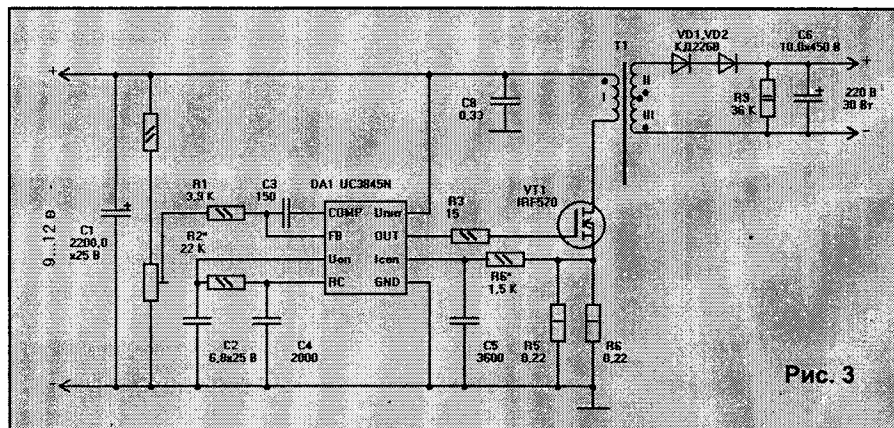 VD1,VD2
КД226В
C6
10,0x450 В
T1
+
+
II
I
III
C8
0,33
R9
36 K
220 В
30 Вт
−
R1
3,9 K
C3
150
DA1 UC3845N
VT1
IRF520
R3
15
COMP
Uпит
FB
OUT
Uоп
Iсоп
RC
GND
9...12 в
C1
2200,0
x25 В
R2*
22 K
R6*
1,5 K
C2
6,8x25 В
C4
2000
C5
3600
R5
0,22
R6
0,22
−
Рис. 3